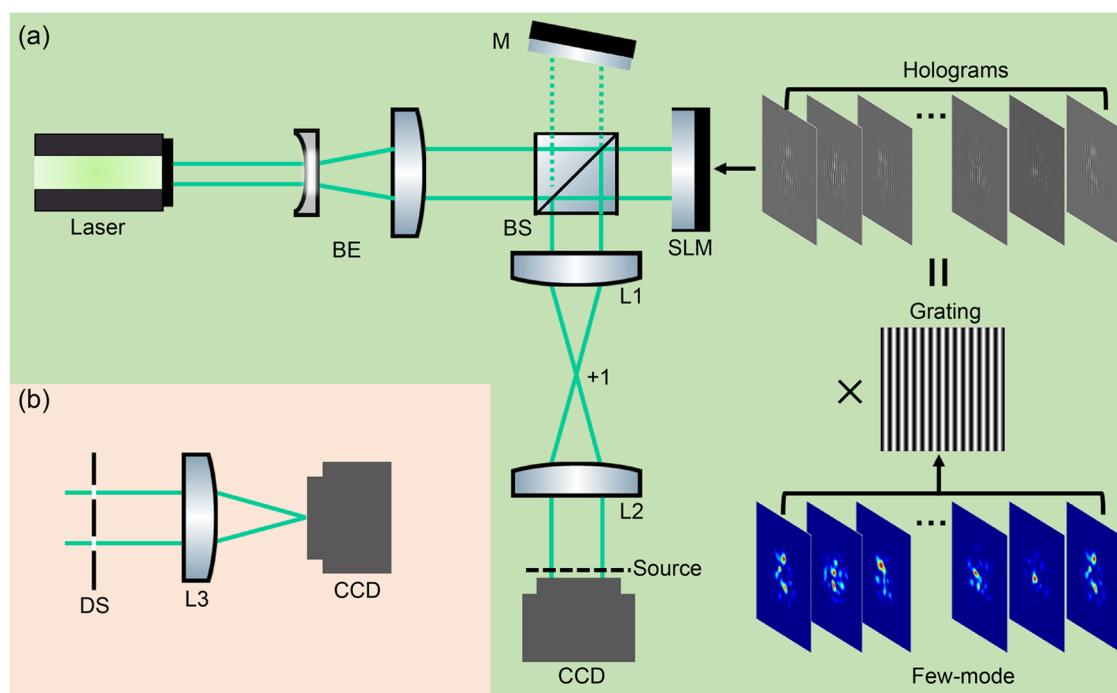 (a)
M
Holograms
...
Laser
BE
BS
SLM
L1
Grating
+1
×
(b)
L2
...
Source
DS
L3
CCD
CCD
Few-mode